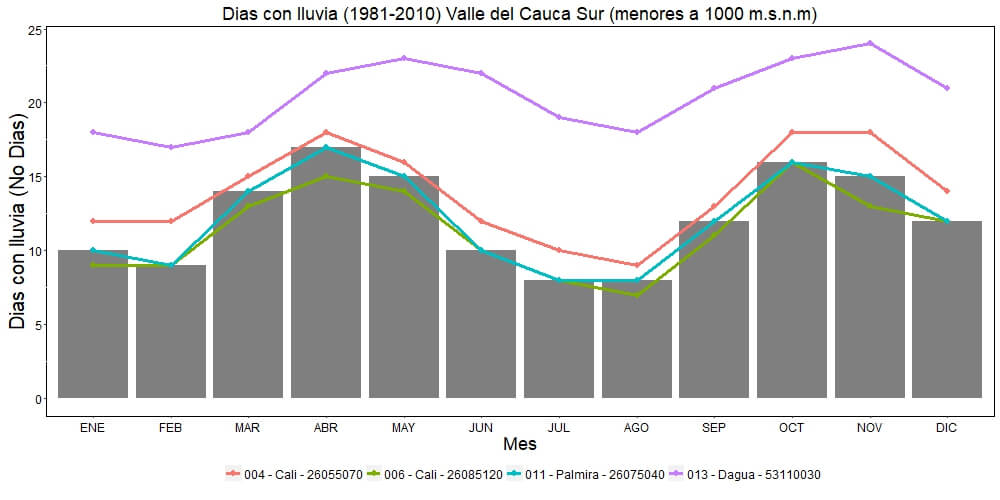 Dias con lluvia (1981-2010) Valle del Cauca Sur (menores a 1000 m.s.n.m)
Dias con lluvia (No Dias)
25
20
15
10
5
0
ENE FEB MAR ABR MAY JUN JUL AGO SEP OCT NOV DIC
Mes
004 - Cali - 26055070 006 - Cali - 26085120 011 - Palmira - 26075040 013 - Dagua - 53110030